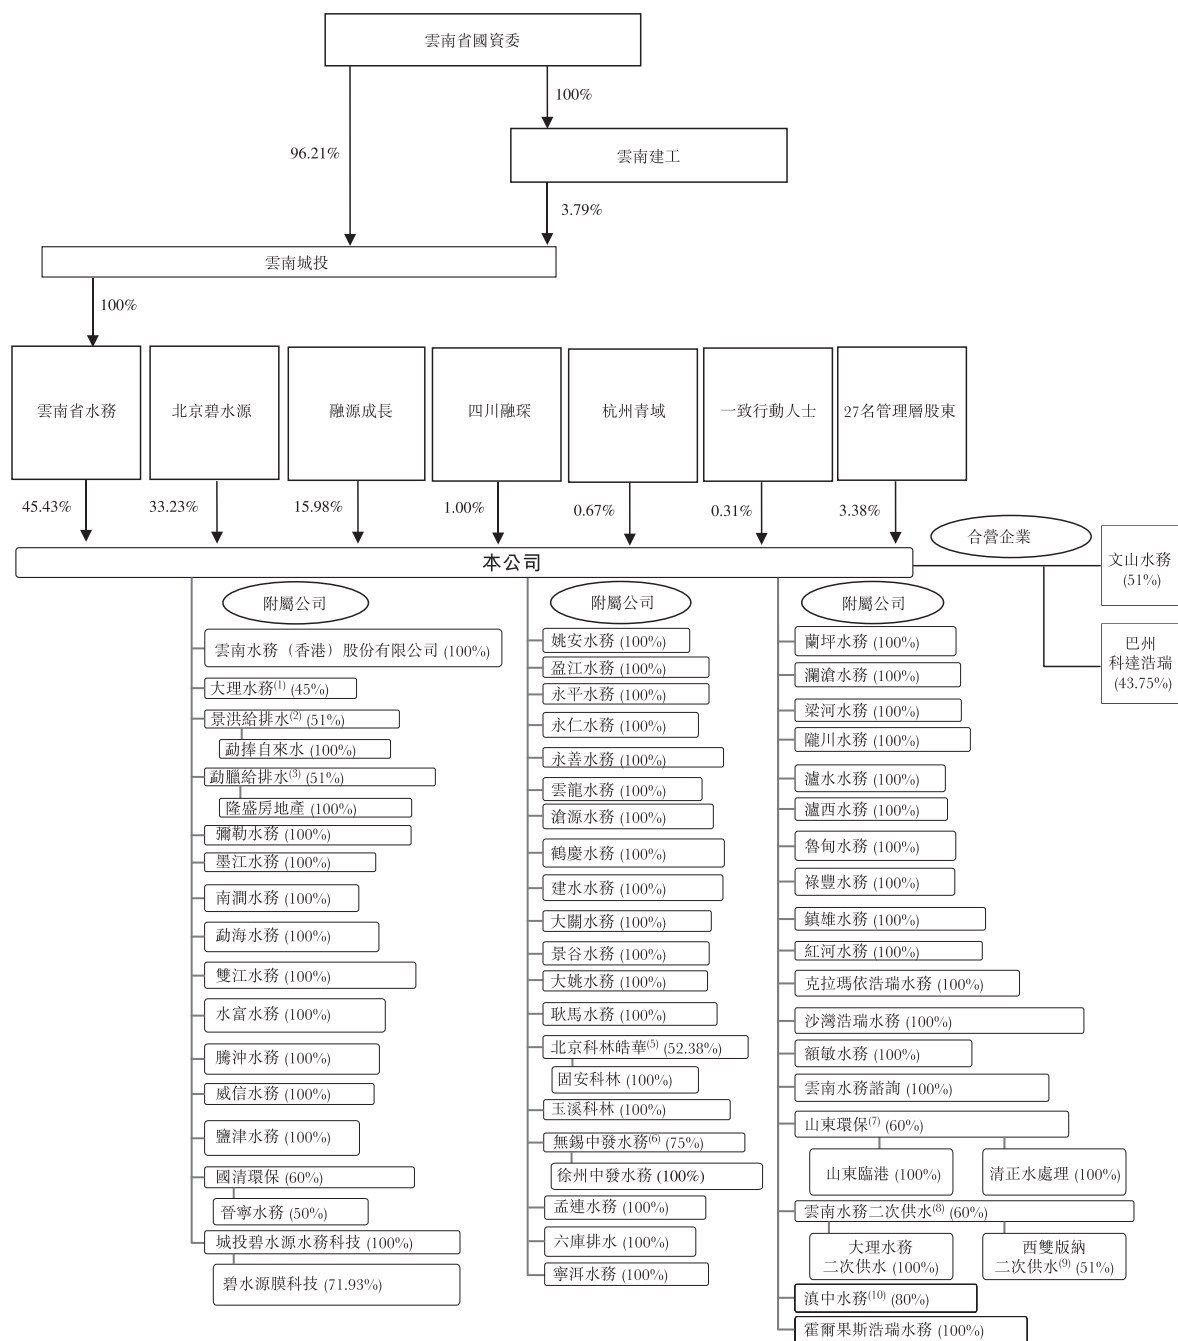 雲南省國資委
100%
96.21%
雲南建工
3.79%
雲南城投
100%
雲南省水務
北京碧水源
融源成長
四川融琛
杭州青域
一致行動人士
27名管理層股東
45.43%
33.23%
15.98%
1.00%
0.67%
0.31%
3.38%
本公司
合營企業
文山水務
(51%)
巴州
科達浩瑞
(43.75%)
附屬公司
雲南水務（香港）股份有限公司 (100%)
大理水務(1) (45%)
景洪給排水(2) (51%)
勐捧自來水 (100%)
勐臘給排水(3) (51%)
隆盛房地產 (100%)
彌勒水務 (100%)
墨江水務 (100%)
南澗水務 (100%)
勐海水務 (100%)
雙江水務 (100%)
水富水務 (100%)
騰沖水務 (100%)
威信水務 (100%)
鹽津水務 (100%)
國清環保 (60%)
晉寧水務 (50%)
城投碧水源水務科技 (100%)
碧水源膜科技 (71.93%)
附屬公司
姚安水務 (100%)
盈江水務 (100%)
永平水務 (100%)
永仁水務 (100%)
永善水務 (100%)
雲龍水務 (100%)
滄源水務 (100%)
鶴慶水務 (100%)
建水水務 (100%)
大關水務 (100%)
景谷水務 (100%)
大姚水務 (100%)
耿馬水務 (100%)
北京科林皓華(5) (52.38%)
固安科林 (100%)
玉溪科林 (100%)
無錫中發水務(6) (75%)
徐州中發水務 (100%)
孟連水務 (100%)
六庫排水 (100%)
寧洱水務 (100%)
附屬公司
蘭坪水務 (100%)
瀾滄水務 (100%)
梁河水務 (100%)
隴川水務 (100%)
瀘水水務 (100%)
瀘西水務 (100%)
魯甸水務 (100%)
祿豐水務 (100%)
鎮雄水務 (100%)
紅河水務 (100%)
克拉瑪依浩瑞水務 (100%)
沙灣浩瑞水務 (100%)
額敏水務 (100%)
雲南水務諮詢 (100%)
山東環保(7) (60%)
山東臨港 (100%)
清正水處理 (100%)
雲南水務二次供水(8) (60%)
大理水務
二次供水 (100%)
西雙版納
二次供水(9) (51%)
滇中水務(10) (80%)
霍爾果斯浩瑞水務 (100%)